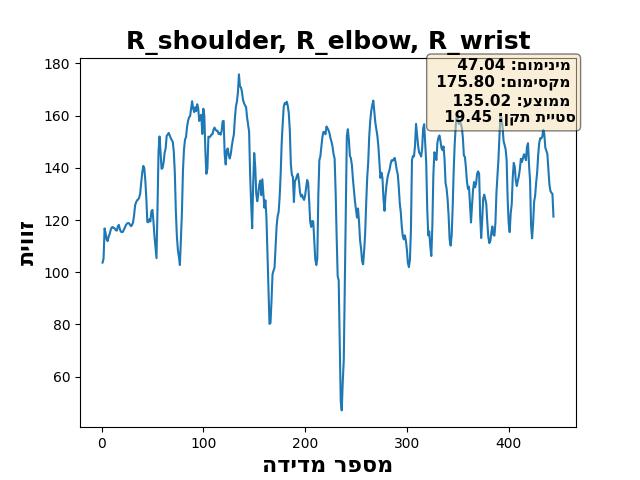 R_shoulder, R_elbow, R_wrist
מינימום: 47.04
מקסימום: 175.80
ממוצע: 135.02
סטיית תקן: 19.45
180
160
140
120
100
80
60
זווית
0 100 200 300 400
מספר מדידה